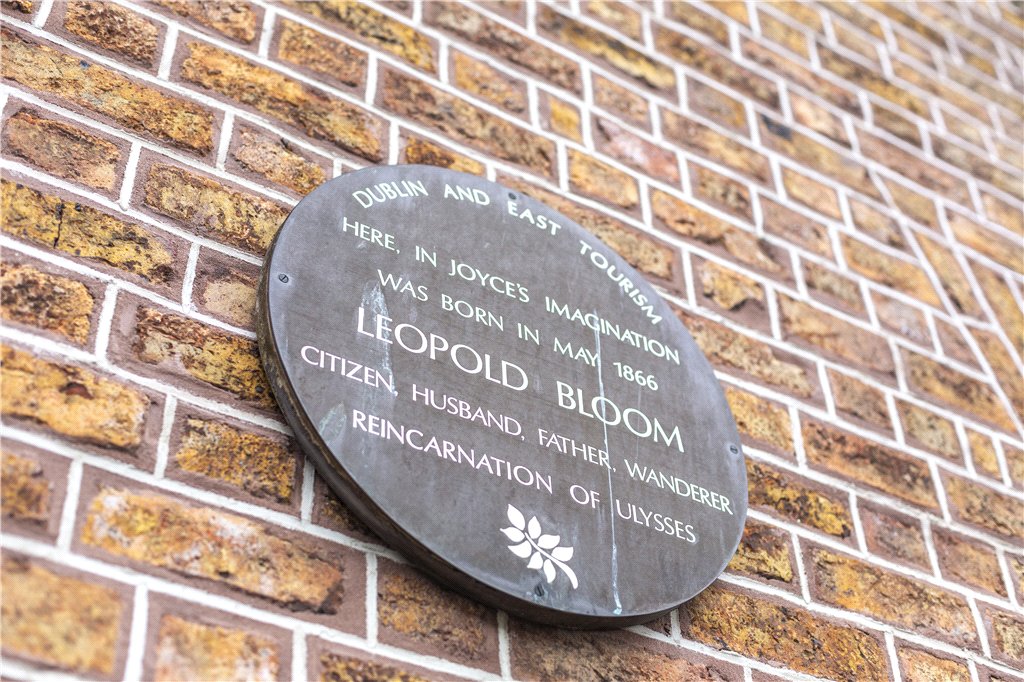 DUBLIN AND EAST TOURISM
HERE, IN JOYCE'S IMAGINATION
WAS BORN IN MAY 1866
LEOPOLD BLOOM
CITIZEN, HUSBAND, FATHER, WANDERER
REINCARNATION OF ULYSSES